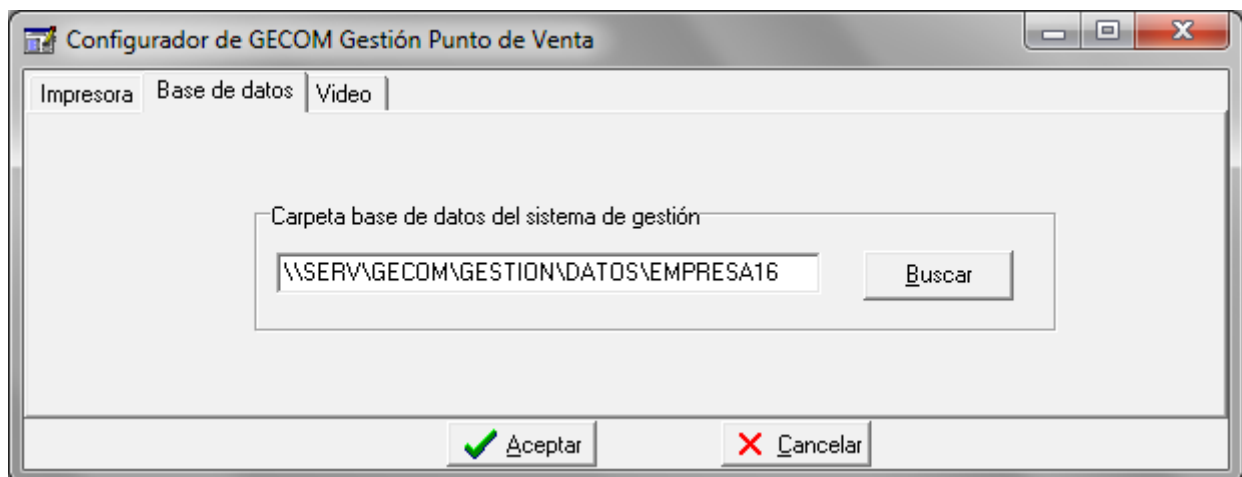 Configurador de GECOM Gestión Punto de Venta
Impresora Base de datos Video
Carpeta base de datos del sistema de gestión
\\SERV\GECOM\GESTION\DATOS\EMPRESA16 Buscar
Aceptar Cancelar